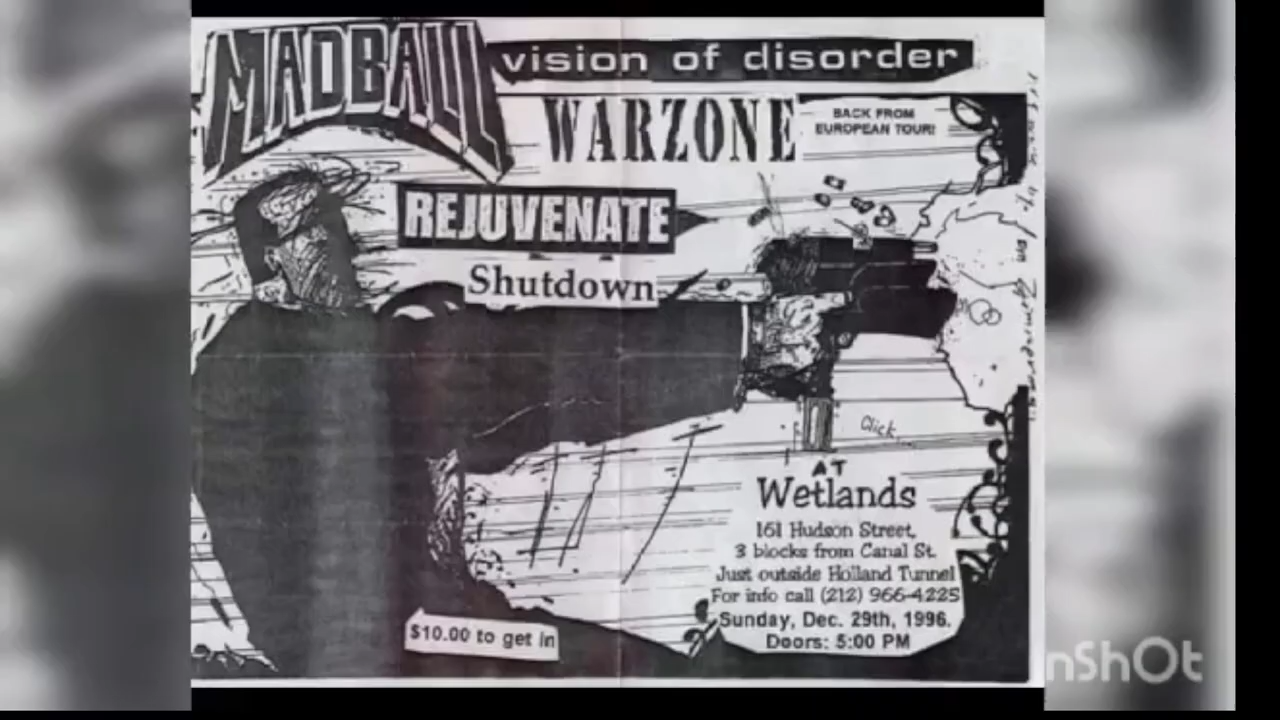 MADBALL
vision of disorder
WARZONE
BACK FROM
EUROPEAN TOUR!
REJUVENATE
Shutdown
Click...
AT
Wetlands
161 Hudson Street,
3 blocks from Canal St.
Just outside Holland Tunnel
For info call (212) 966-4225
Sunday, Dec. 29th, 1996.
Doors: 5:00 PM
$10.00 to get in
nShOt